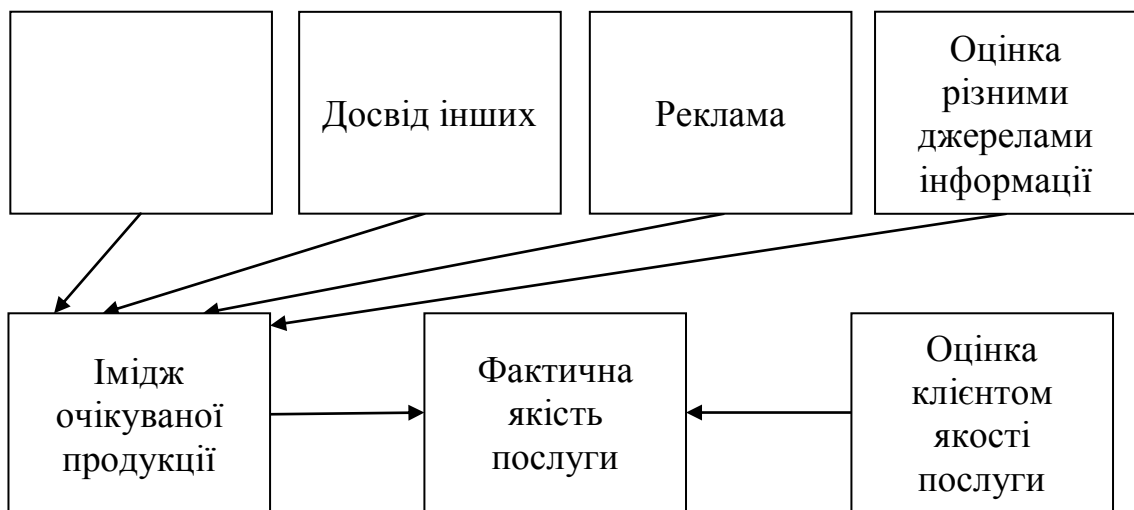 Досвід інших
Реклама
Оцінка
різними
джерелами
інформації
Імідж
очікуваної
продукції
Фактична
якість
послуги
Оцінка
клієнтом
якості
послуги